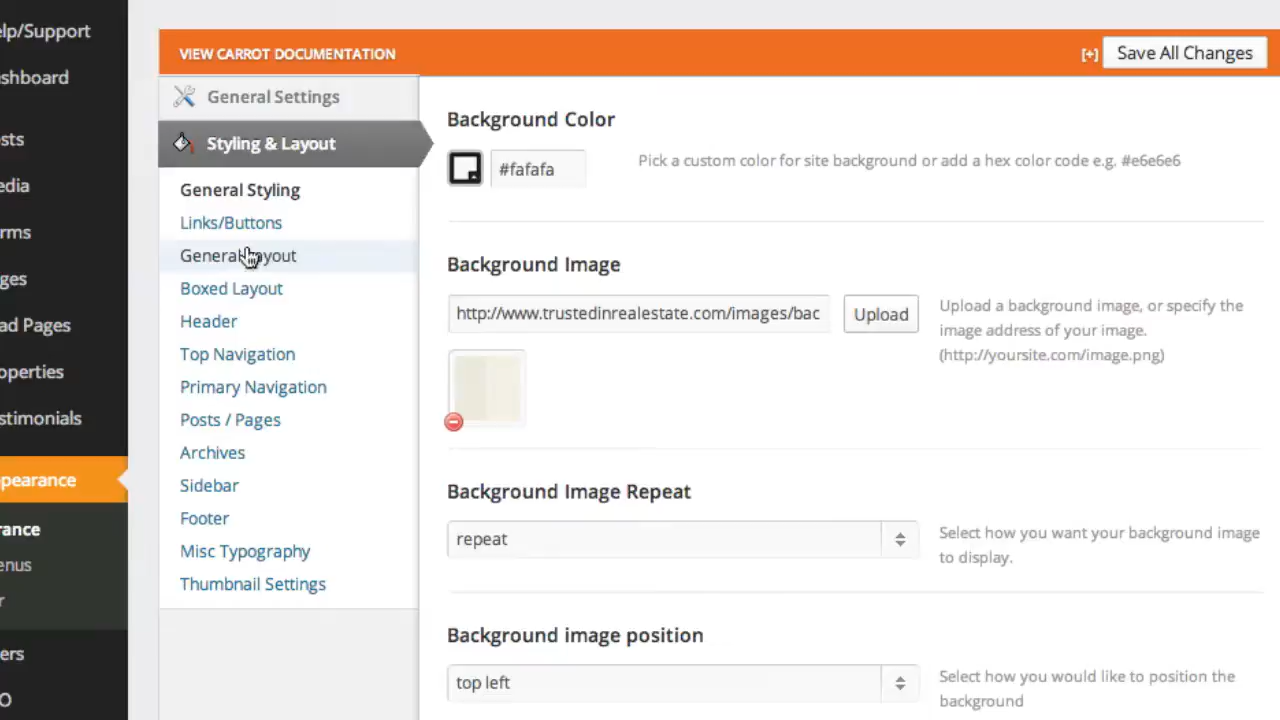 elp/Support
shboard
sts
edia
rms
ges
ad Pages
operties
stimonials
pearance
rance
enus
r
ers
O
VIEW CARROT DOCUMENTATION
[+]
Save All Changes
General Settings
Styling & Layout
General Styling
Links/Buttons
General Layout
Boxed Layout
Header
Top Navigation
Primary Navigation
Posts / Pages
Archives
Sidebar
Footer
Misc Typography
Thumbnail Settings
Background Color
#fafafa
Pick a custom color for site background or add a hex color code e.g. #e6e6e6
Background Image
http://www.trustedinrealestate.com/images/bac
Upload
Upload a background image, or specify the
image address of your image.
(http://yoursite.com/image.png)
Background Image Repeat
repeat
Select how you want your background image
to display.
Background image position
top left
Select how you would like to position the
background